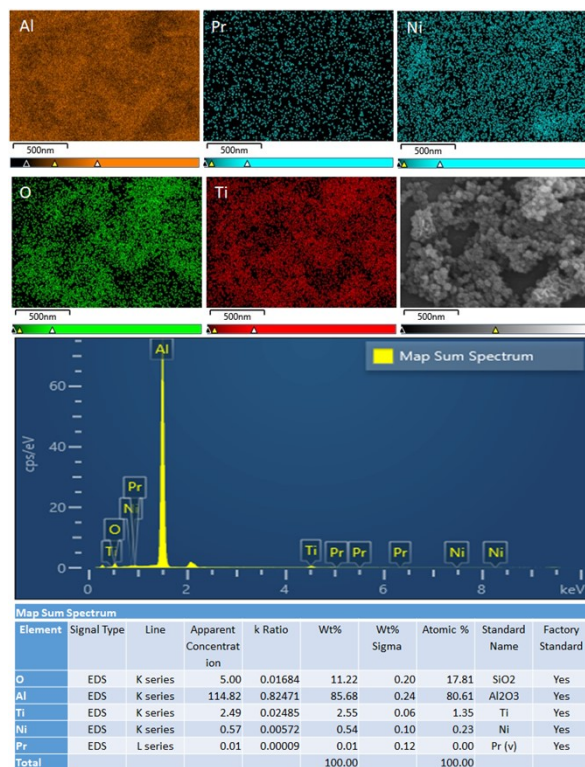 Al Pr Ni
500nm 500nm 500nm
O Ti
500nm 500nm 500nm
Map Sum Spectrum
Al
60
cps/eV
40
Pr
Ni
20
O
Ti Ti Pr Pr Pr Ni Ni
0
0 2 4 6 8 keV
Map Sum Spectrum
Element Signal Type Line Apparent Concentrat ion k Ratio Wt% Wt% Sigma Atomic % Standard Name Factory Standard
O EDS K series 5.00 0.01684 11.22 0.20 17.81 SiO2 Yes
Al EDS K series 114.82 0.82471 85.68 0.24 80.61 Al2O3 Yes
Ti EDS K series 2.49 0.02485 2.55 0.06 1.35 Ti Yes
Ni EDS K series 0.57 0.00572 0.54 0.10 0.23 Ni Yes
Pr EDS L series 0.01 0.00009 0.01 0.12 0.00 Pr (v) Yes
Total 100.00 100.00